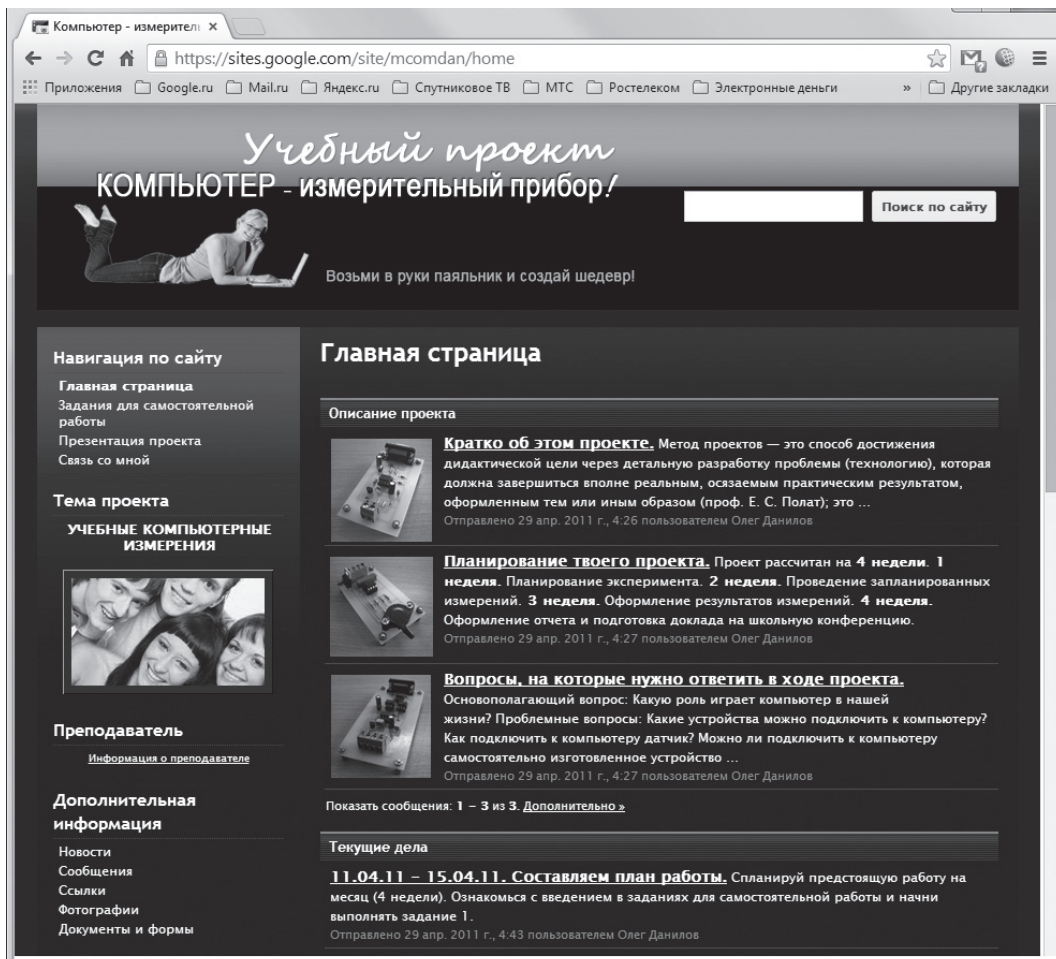 Компьютер - измерител
https://sites.google.com/site/mcomdan/home
Приложения Google.ru Mail.ru Яндекс.ru Спутниковое ТВ МТС Ростелеком Электронные деньги » Другие закладки
Учебный проект
КОМПЬЮТЕР - измерительный прибор!
Поиск по сайту
Возьми в руки паяльник и создай шедевр!
Навигация по сайту
Главная страница
Задания для самостоятельной
работы
Презентация проекта
Связь со мной
Тема проекта
УЧЕБНЫЕ КОМПЬЮТЕРНЫЕ
ИЗМЕРЕНИЯ
Преподаватель
Информация о преподавателе
Дополнительная
информация
Новости
Сообщения
Ссылки
Фотографии
Документы и формы
Главная страница
Описание проекта
Кратко об этом проекте. Метод проектов — это способ достижения
дидактической цели через детальную разработку проблемы (технологию), которая
должна завершиться вполне реальным, осязаемым практическим результатом,
оформленным тем или иным образом (проф. Е. С. Полат); это ...
Отправлено 29 апр. 2011 г., 4:26 пользователем Олег Данилов
Планирование твоего проекта. Проект рассчитан на 4 недели. 1
неделя. Планирование эксперимента. 2 неделя. Проведение запланированных
измерений. 3 неделя. Оформление результатов измерений. 4 неделя.
Оформление отчета и подготовка доклада на школьную конференцию.
Отправлено 29 апр. 2011 г., 4:27 пользователем Олег Данилов
Вопросы, на которые нужно ответить в ходе проекта.
Основополагающий вопрос: Какую роль играет компьютер в нашей
жизни? Проблемные вопросы: Какие устройства можно подключить к компьютеру?
Как подключить к компьютеру датчик? Можно ли подключить к компьютеру
самостоятельно изготовленное устройство ...
Отправлено 29 апр. 2011 г., 4:27 пользователем Олег Данилов
Показать сообщения: 1 – 3 из 3. Дополнительно »
Текущие дела
11.04.11 – 15.04.11. Составляем план работы. Спланируй предстоящую работу на
месяц (4 недели). Ознакомься с введением в заданиях для самостоятельной работы и начни
выполнять задание 1.
Отправлено 29 апр. 2011 г., 4:43 пользователем Олег Данилов